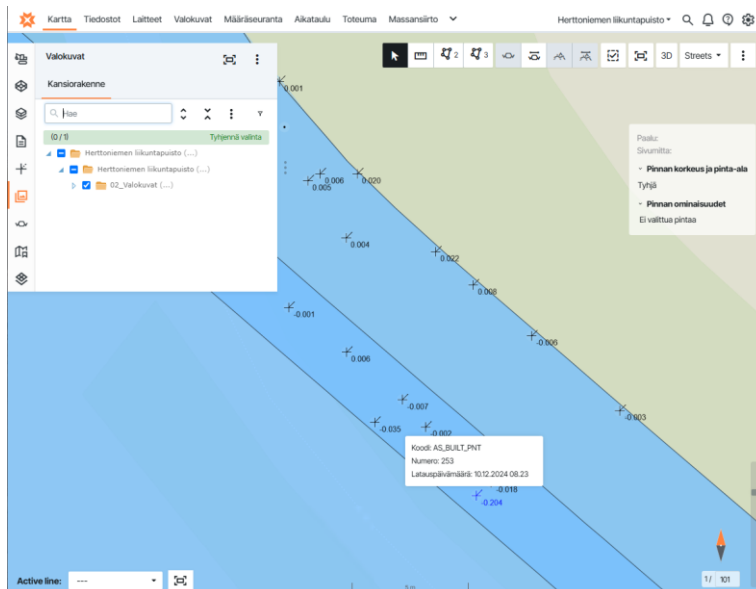 Kartta Tiedostot Laitteet Valokuvat Määräseuranta Aikataulu Toteuma Massansiirto Herttoniemen liikuntapuisto
Valokuvat
2 3 3D Streets
Kansiorakenne
Hae
(0 / 1) Tyhjennä valinta
Herttoniemen liikuntapuisto (...)
Herttoniemen liikuntapuisto (...)
02_Valokuvat (...)
Paalu:
Sivumitta:
Pinnan korkeus ja pinta-ala
Tyhjä
Pinnan ominaisuudet
Ei valittua pintaa
0.001
0.006 0.020
0.005
0.004
0.022
0.008
-0.001
-0.006
0.006
-0.007
-0.003
-0.035 -0.002
Koodi: AS_BUILT_PNT
Numero: 253
Latauspäivämäärä: 10.12.2024 08.23
-0.018
-0.204
Active line: ---
1 / 101